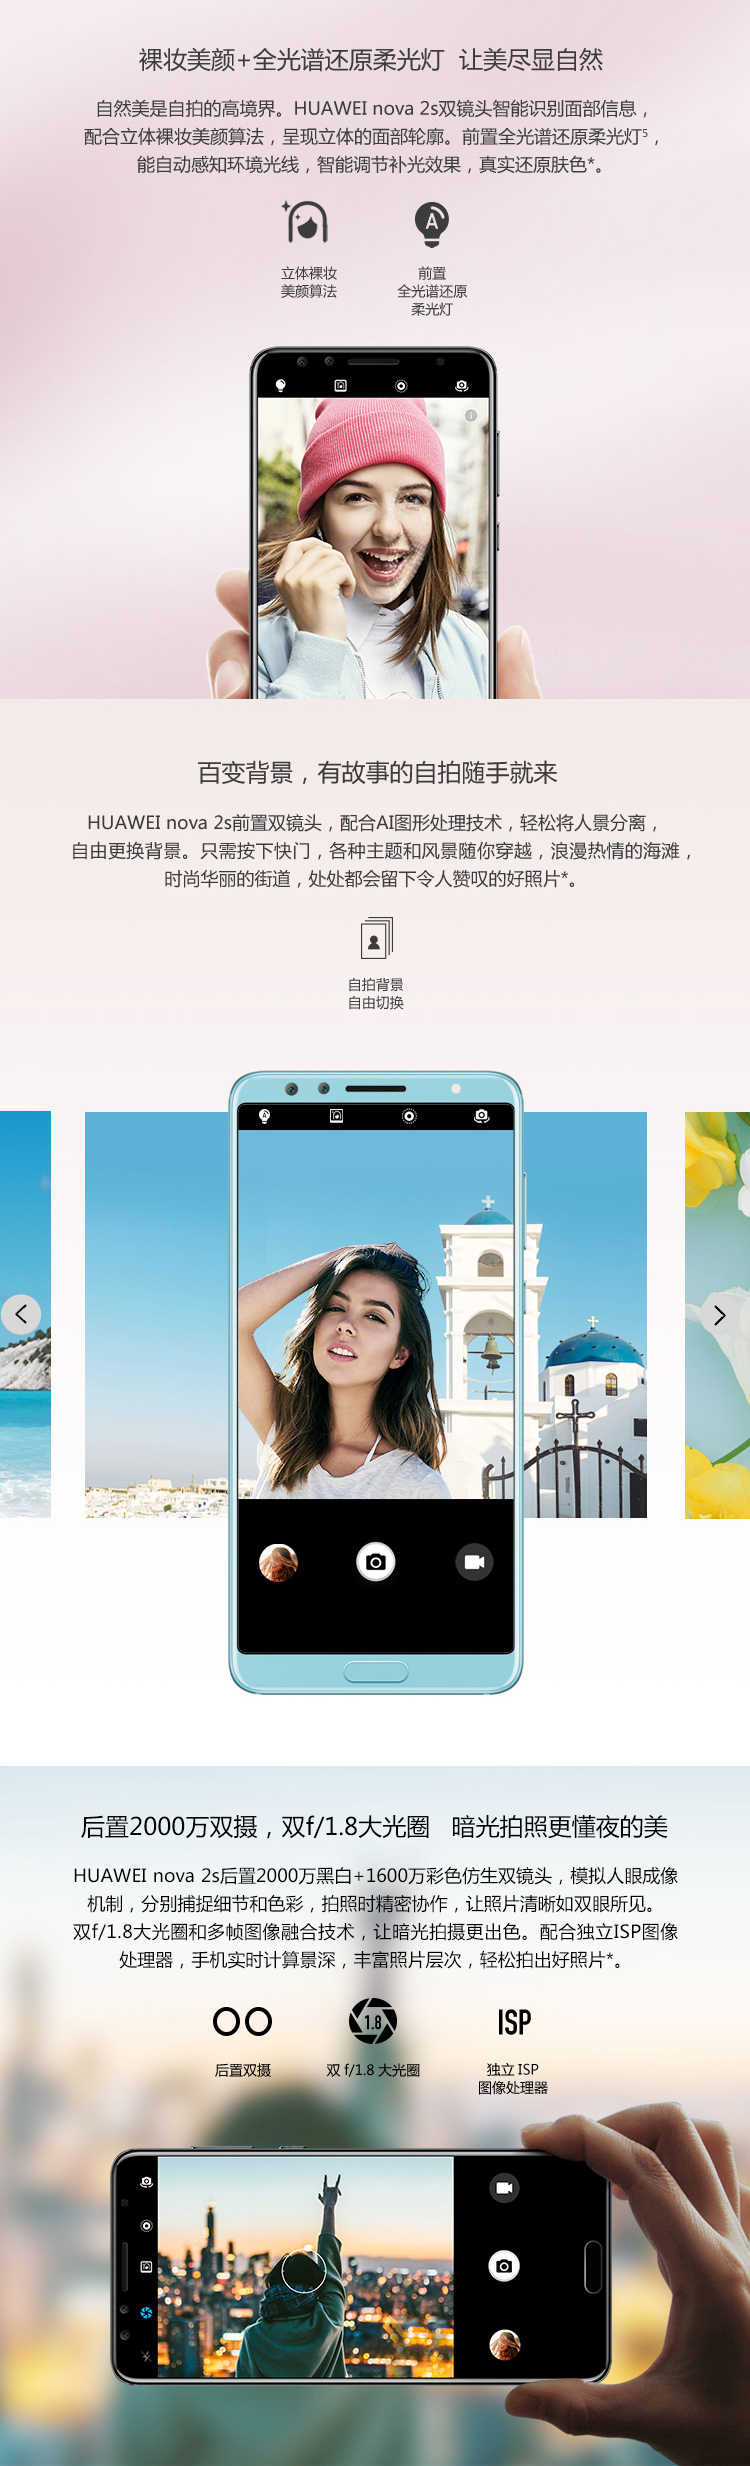 裸妆美颜+全光谱还原柔光灯 让美尽显自然
自然美是自拍的高境界。HUAWEI nova 2s双镜头智能识别面部信息，
配合立体裸妆美颜算法，呈现立体的面部轮廓。前置全光谱还原柔光灯⁵，
能自动感知环境光线，智能调节补光效果，真实还原肤色*。
A
立体裸妆 前置
美颜算法 全光谱还原
柔光灯
百变背景，有故事的自拍随手就来
HUAWEI nova 2s前置双镜头，配合AI图形处理技术，轻松将人景分离，
自由更换背景。只需按下快门，各种主题和风景随你穿越，浪漫热情的海滩，
时尚华丽的街道，处处都会留下令人赞叹的好照片*。
自拍背景
自由切换
后置2000万双摄，双f/1.8大光圈 暗光拍照更懂夜的美
HUAWEI nova 2s后置2000万黑白+1600万彩色仿生双镜头，模拟人眼成像
机制，分别捕捉细节和色彩，拍照时精密协作，让照片清晰如双眼所见。
双f/1.8大光圈和多帧图像融合技术，让暗光拍摄更出色。配合独立ISP图像
处理器，手机实时计算景深，丰富照片层次，轻松拍出好照片*。
1.8 ISP
后置双摄 双 f/1.8 大光圈 独立 ISP
图像处理器